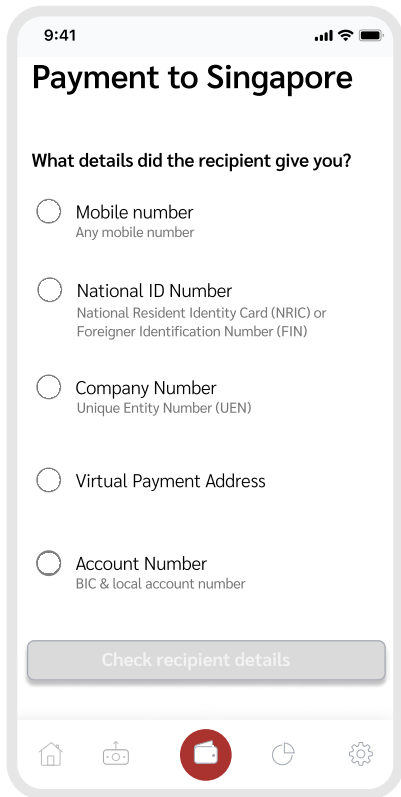 9:41
Payment to Singapore
What details did the recipient give you?
Mobile number
Any mobile number
National ID Number
National Resident Identity Card (NRIC) or
Foreigner Identification Number (FIN)
Company Number
Unique Entity Number (UEN)
Virtual Payment Address
Account Number
BIC & local account number
Check recipient details